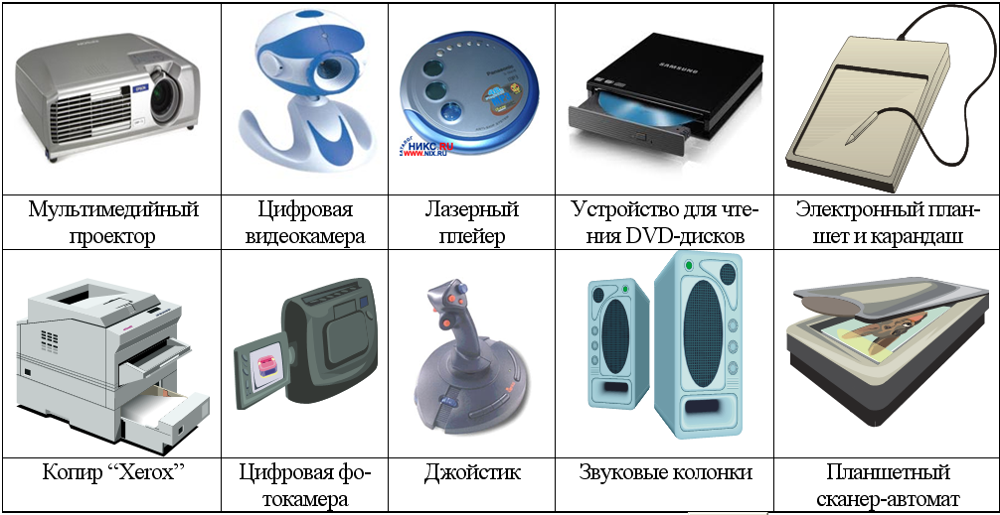 EPSON
Panasonic
НИКС.RU
WWW.NIX.RU
SAMSUNG
Мультимедийный
проектор
Цифровая
видеокамера
Лазерный
плейер
Устройство для чте-
ния DVD-дисков
Электронный план-
шет и карандаш
Копир “Xerox”
Цифровая фо-
токамера
Джойстик
Звуковые колонки
Планшетный
сканер-автомат